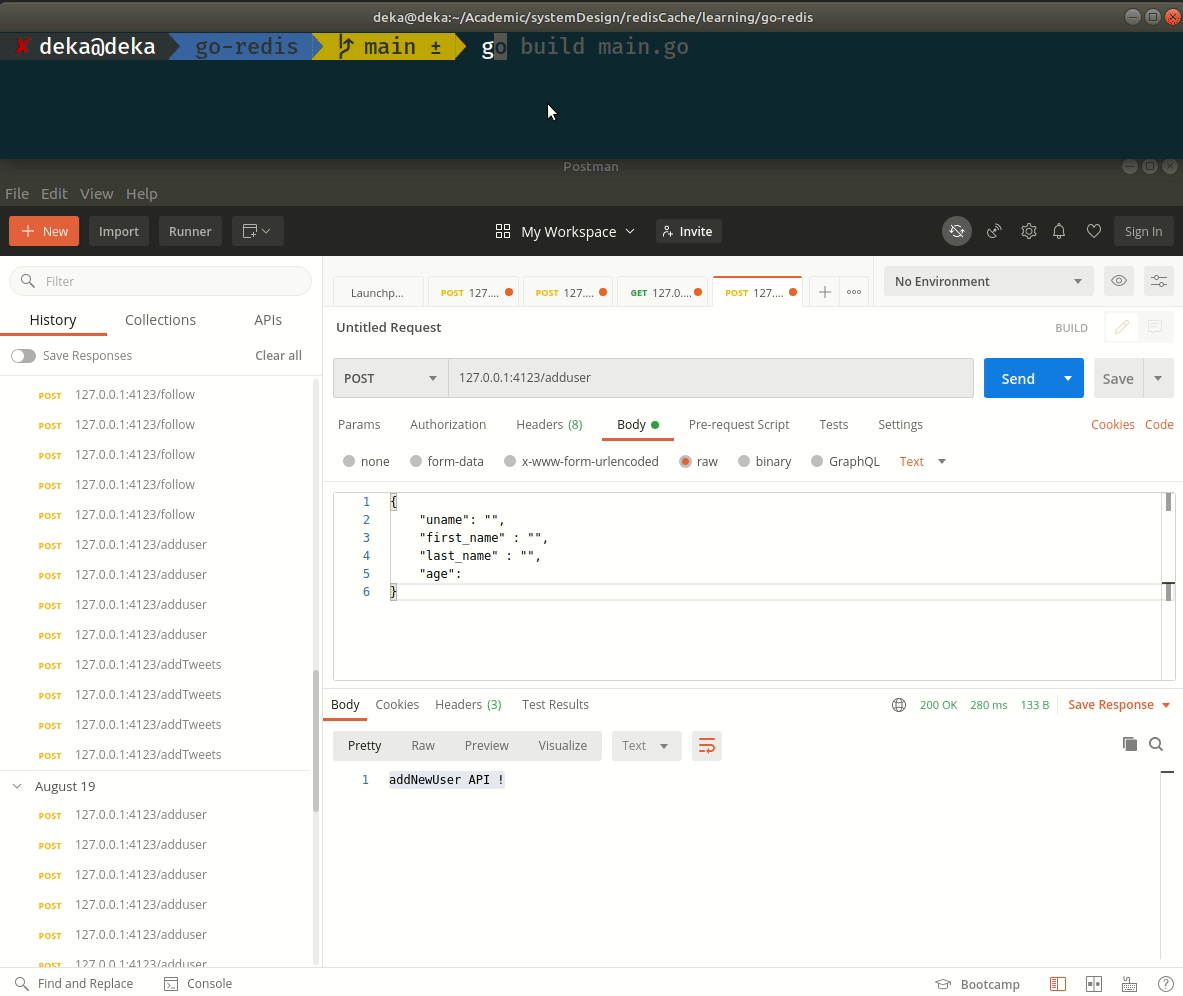 deka@deka:~/Academic/systemDesign/redisCache/learning/go-redis
✘ deka@deka go-redis main ± go build main.go
Postman
File Edit View Help
New Import Runner My Workspace Invite Sign In
Filter
History Collections APIs
Save Responses Clear all
POST 127.0.0.1:4123/follow
POST 127.0.0.1:4123/follow
POST 127.0.0.1:4123/follow
POST 127.0.0.1:4123/follow
POST 127.0.0.1:4123/follow
POST 127.0.0.1:4123/adduser
POST 127.0.0.1:4123/adduser
POST 127.0.0.1:4123/adduser
POST 127.0.0.1:4123/adduser
POST 127.0.0.1:4123/addTweets
POST 127.0.0.1:4123/addTweets
POST 127.0.0.1:4123/addTweets
POST 127.0.0.1:4123/addTweets
August 19
POST 127.0.0.1:4123/adduser
POST 127.0.0.1:4123/adduser
POST 127.0.0.1:4123/adduser
POST 127.0.0.1:4123/adduser
POST 127.0.0.1:4123/adduser
POST 127.0.0.1:4123/adduser
Launchp... POST 127.... POST 127.... GET 127.0.... POST 127.... No Environment
Untitled Request BUILD
POST 127.0.0.1:4123/adduser Send Save
Params Authorization Headers (8) Body Pre-request Script Tests Settings Cookies Code
none form-data x-www-form-urlencoded raw binary GraphQL Text
1 {
2 "uname": "",
3 "first_name" : "",
4 "last_name" : "",
5 "age":
6 }
Body Cookies Headers (3) Test Results 200 OK 280 ms 133 B Save Response
Pretty Raw Preview Visualize Text
1 addNewUser API !
Find and Replace Console Bootcamp